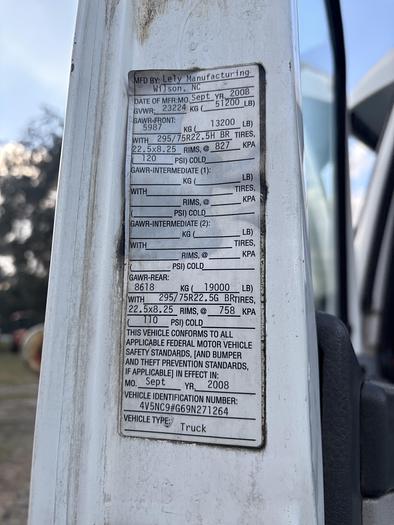 MFD BY: Lely Manufacturing
Wilson, NC
DATE OF MFR: MO. Sept YR. 2008
GVWR: 23224 KG ( 51200 LB)
GAWR-FRONT:
5987 KG ( 13200 LB)
WITH 295/75R22.5H BR TIRES,
22.5x8.25 RIMS, @ 827 KPA
( 120 PSI) COLD
GAWR-INTERMEDIATE (1):
KG ( LB)
WITH TIRES,
RIMS, @ KPA
( PSI) COLD
GAWR-INTERMEDIATE (2):
KG ( LB)
WITH TIRES,
RIMS, @ KPA
( PSI) COLD
GAWR-REAR:
8618 KG ( 19000 LB)
WITH 295/75R22.5G BR TIRES,
22.5x8.25 RIMS, @ 758 KPA
( 110 PSI) COLD
THIS VEHICLE CONFORMS TO ALL
APPLICABLE FEDERAL MOTOR VEHICLE
SAFETY STANDARDS, [AND BUMPER
AND THEFT PREVENTION STANDARDS,
IF APPLICABLE] IN EFFECT IN:
MO. Sept YR. 2008
VEHICLE IDENTIFICATION NUMBER:
4V5NC9#G69N271264
VEHICLE TYPE: Truck